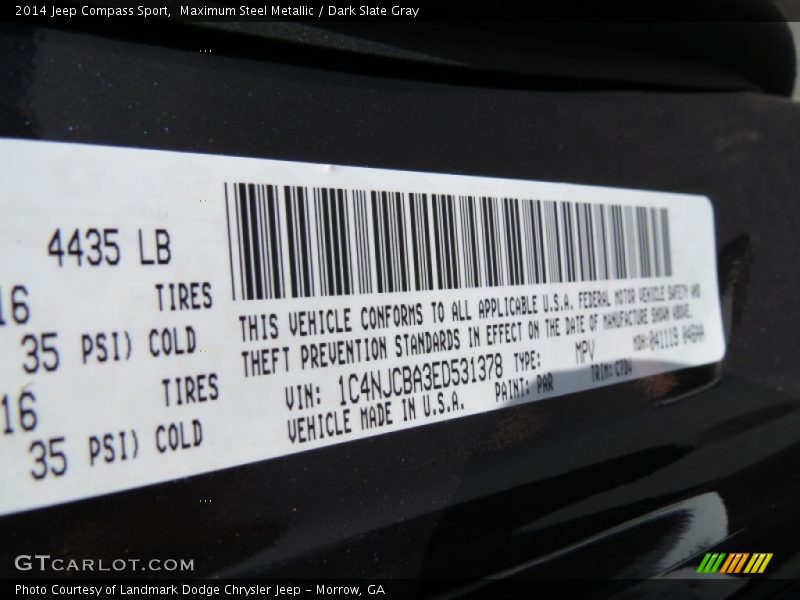 2014 Jeep Compass Sport,  Maximum Steel Metallic / Dark Slate Gray
4435 LB
16 TIRES
35 PSI) COLD
16 TIRES
35 PSI) COLD
THIS VEHICLE CONFORMS TO ALL APPLICABLE U.S.A. FEDERAL MOTOR VEHICLE SAFETY AND
THEFT PREVENTION STANDARDS IN EFFECT ON THE DATE OF MANUFACTURE SHOWN ABOVE.
VIN: 1C4NJCBA3ED531378 TYPE: MPV MDH:041119
VEHICLE MADE IN U.S.A. PAINT: PAR TRIM:
GTCARLOT.COM
Photo Courtesy of Landmark Dodge Chrysler Jeep – Morrow, GA